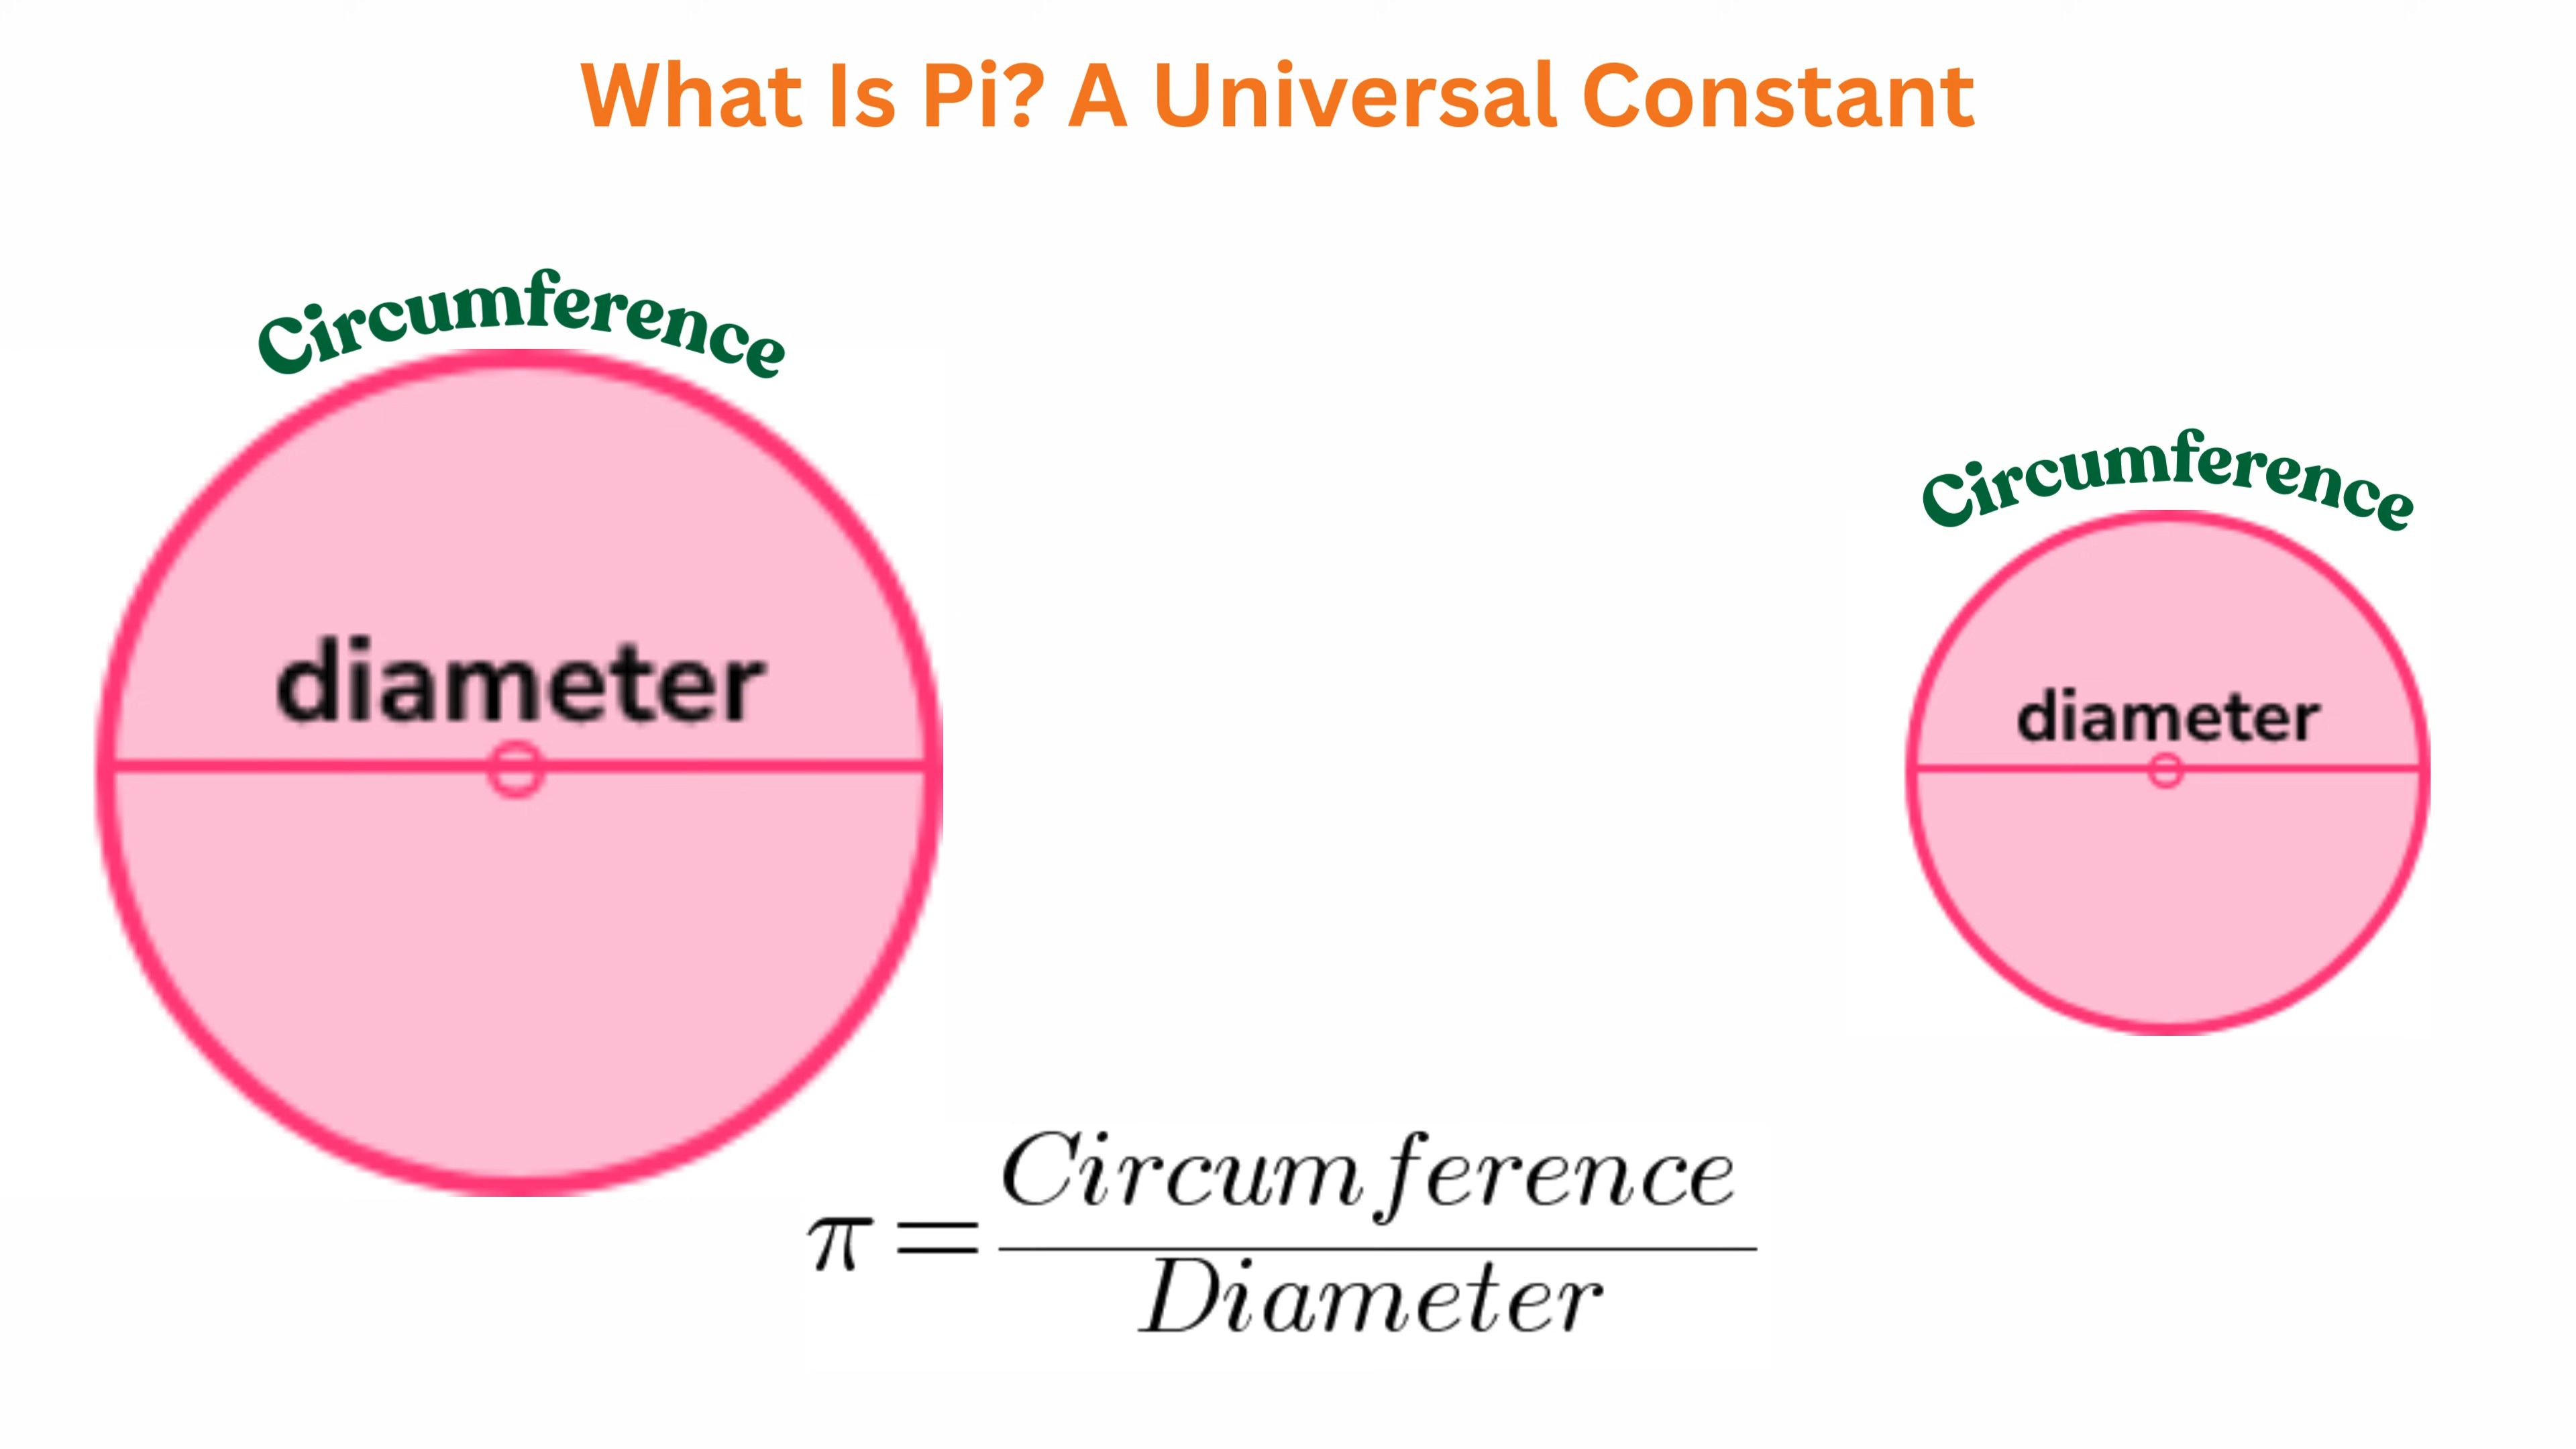 What Is Pi? A Universal Constant
Circumference
diameter
Circumference
diameter
π = Circumference
Diameter